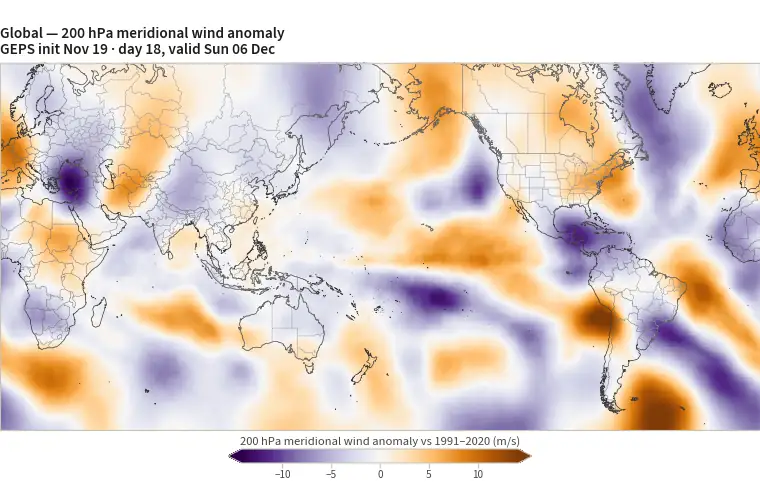 Global — 200 hPa meridional wind anomaly
GEPS init Nov 19 · day 18, valid Sun 06 Dec
200 hPa meridional wind anomaly vs 1991–2020 (m/s)
−10 −5 0 5 10